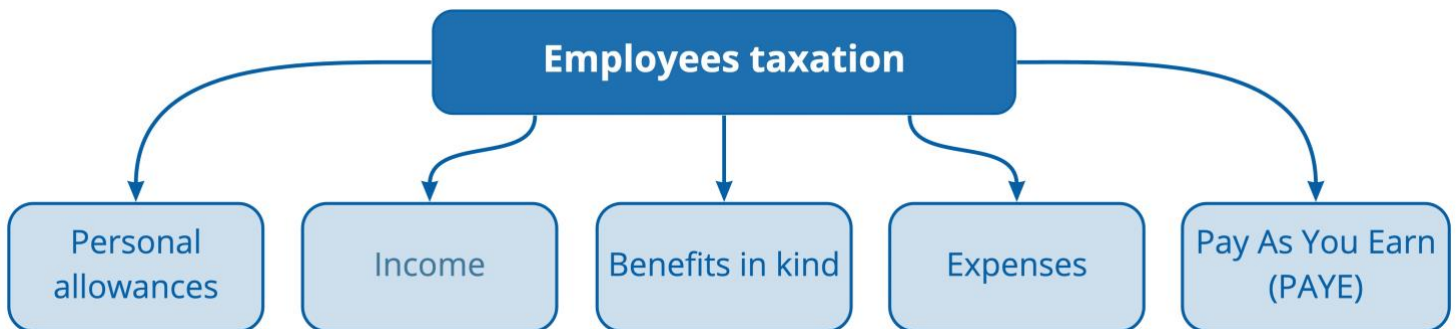 Employees taxation
Personal
allowances
Income
Benefits in kind
Expenses
Pay As You Earn
(PAYE)